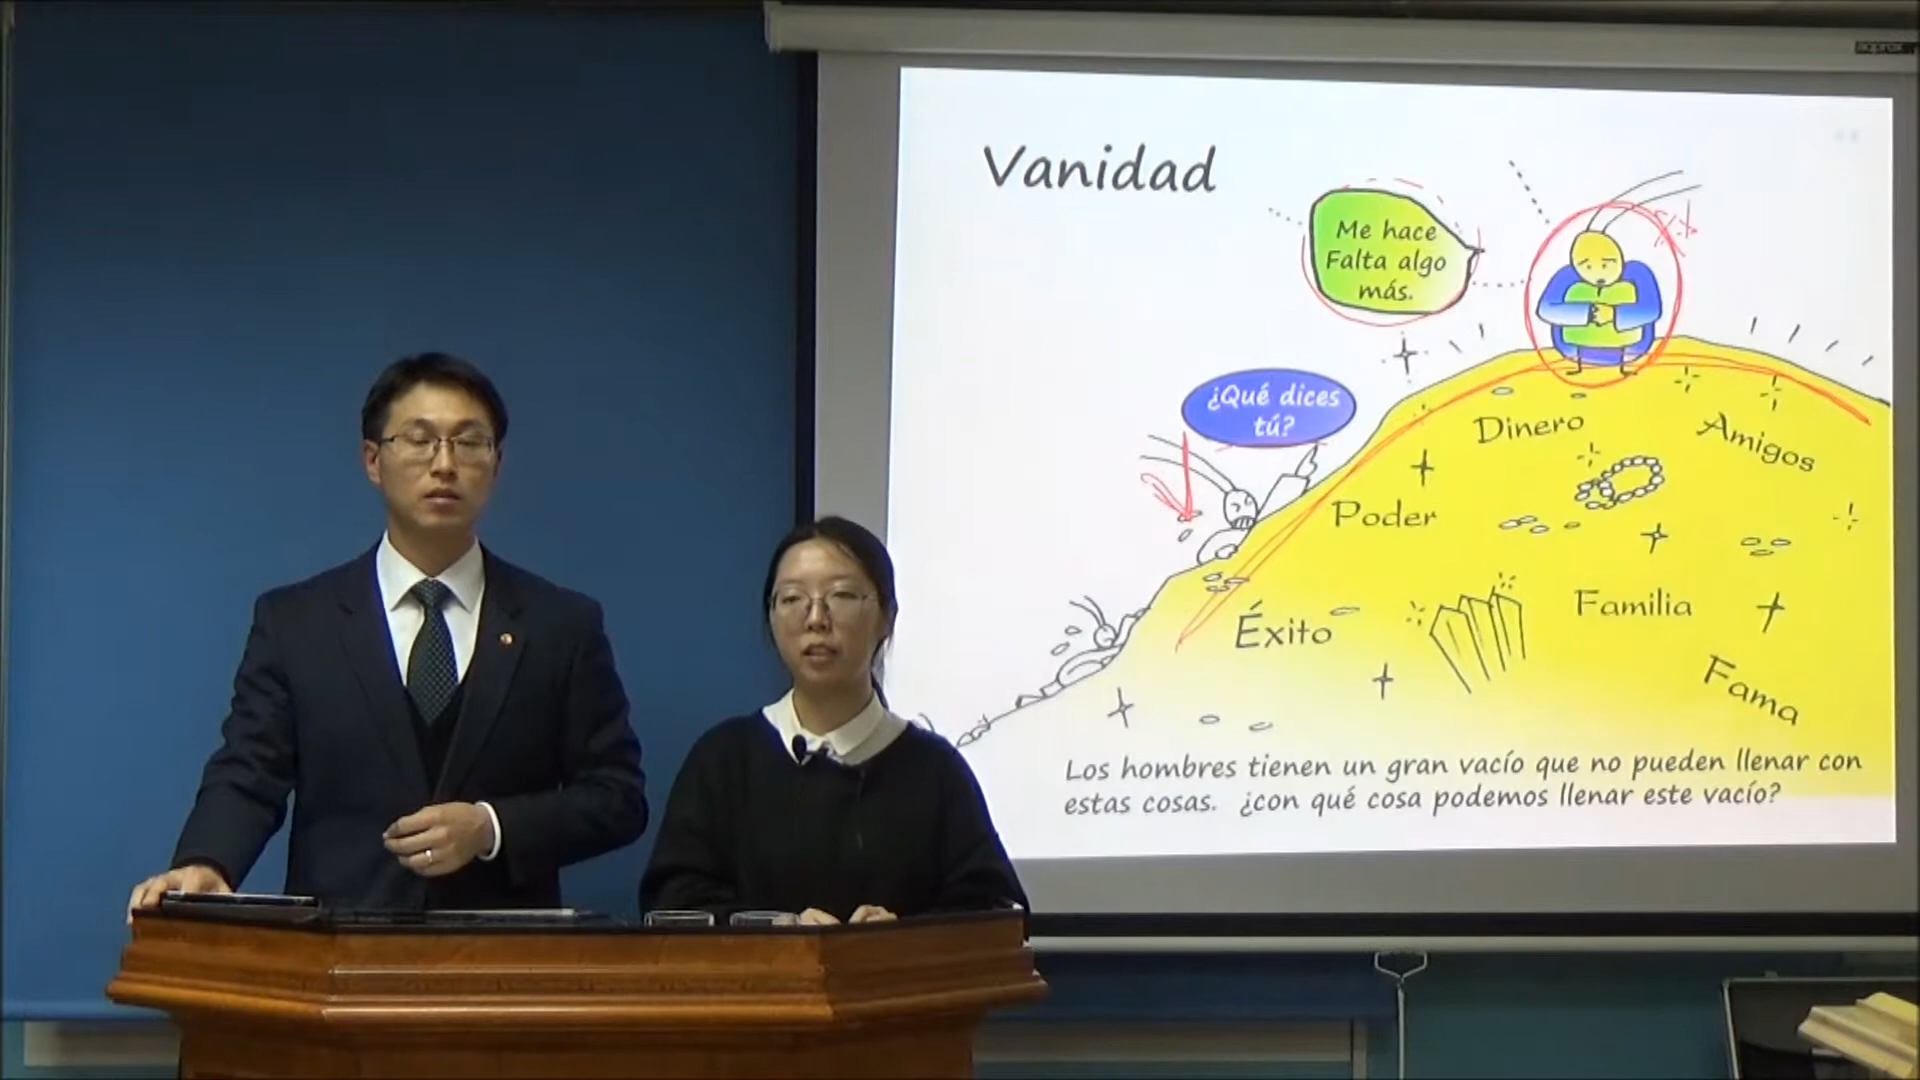 Vanidad
Me hace
Falta algo
más.
¿Qué dices
tú?
Dinero
Amigos
Poder
Éxito
Familia
Fama
Los hombres tienen un gran vacío que no pueden llenar con
estas cosas. ¿con qué cosa podemos llenar este vacío?